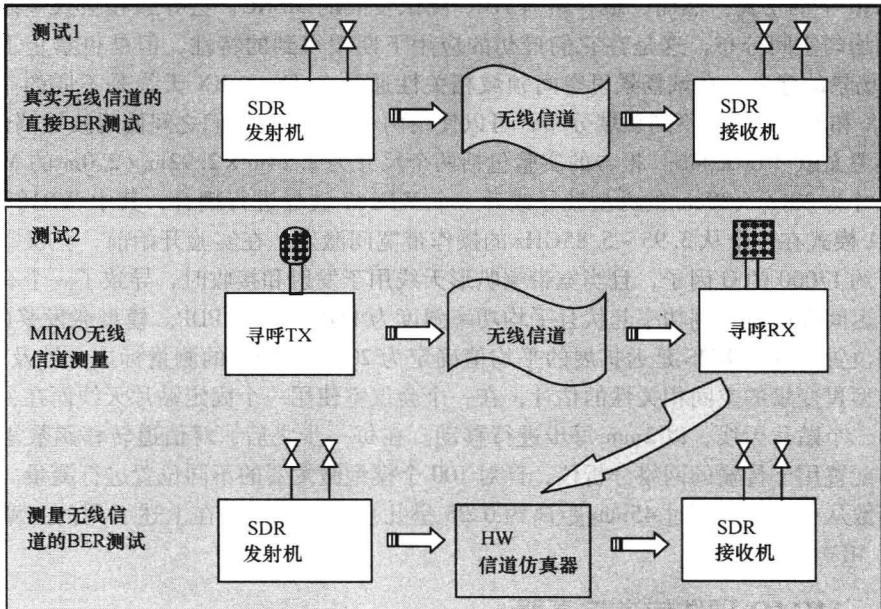 测试1
真实无线信道的
直接BER测试
SDR
发射机
无线信道
SDR
接收机
测试2
MIMO无线
信道测量
寻呼TX
无线信道
寻呼RX
测量无线信
道的BER测试
SDR
发射机
HW
信道仿真器
SDR
接收机